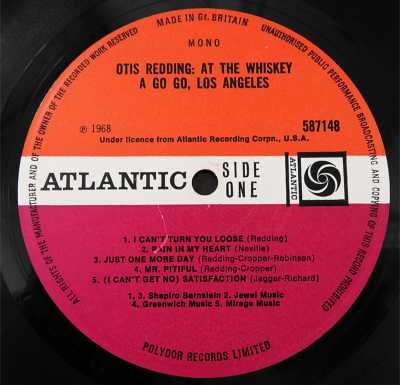 MADE IN Gt. BRITAIN
ALL RIGHTS OF THE MANUFACTURER AND OF THE OWNER OF THE RECORDED WORK RESERVED
UNAUTHORISED PUBLIC PERFORMANCE BROADCASTING AND COPYING OF THIS RECORD PROHIBITED
MONO
OTIS REDDING: AT THE WHISKEY
A GO GO, LOS ANGELES
℗ 1968
587148
Under licence from Atlantic Recording Corpn., U.S.A.
ATLANTIC
SIDE
ONE
ATLANTIC
1. I CAN'T TURN YOU LOOSE (Redding)
2. PAIN IN MY HEART (Neville)
3. JUST ONE MORE DAY (Redding-Cropper-Robinson)
4. MR. PITIFUL (Redding-Cropper)
5. (I CAN'T GET NO) SATISFACTION (Jagger-Richard)
1. 3. Shapiro Bernstein 2. Jewel Music
4. Greenwich Music 5. Mirage Music
POLYDOR RECORDS LIMITED